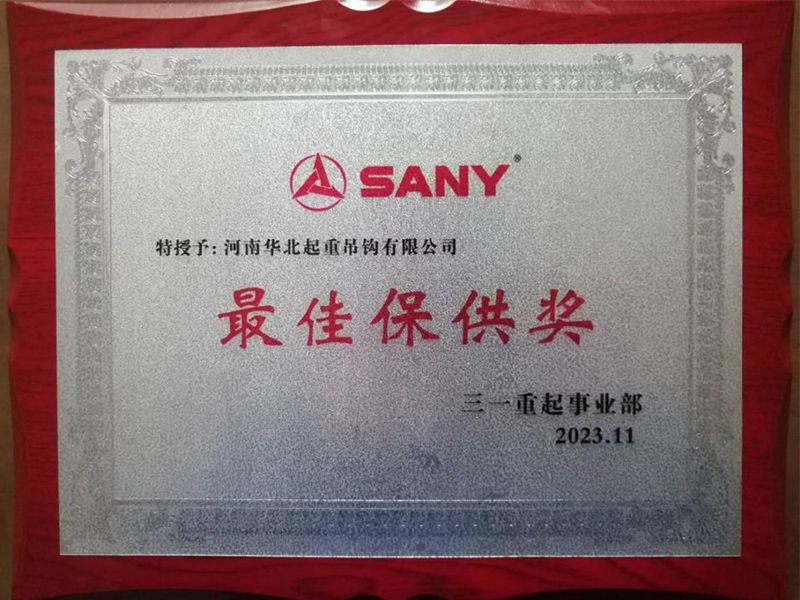 SANY®
特授予:河南华北起重吊钩有限公司
最佳保供奖
三一重起事业部
2023.11